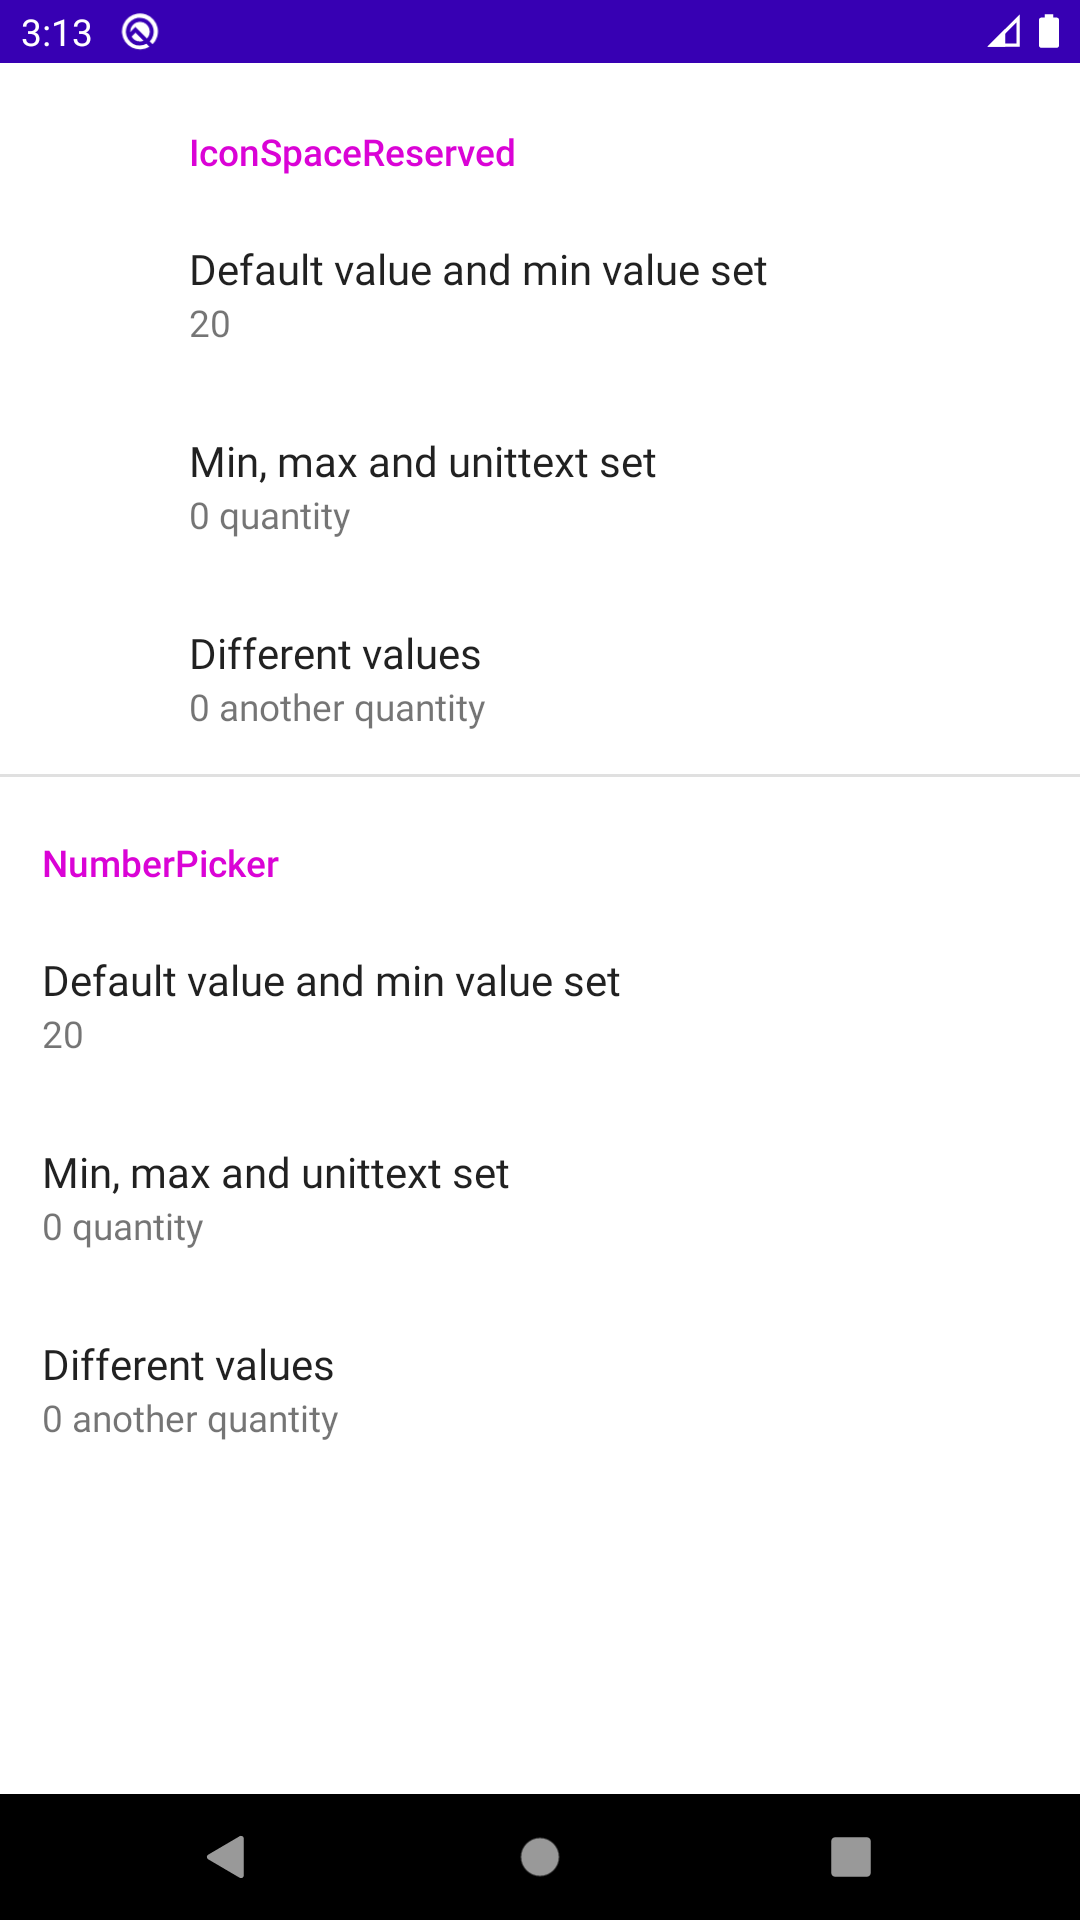 3:13
IconSpaceReserved
Default value and min value set
20
Min, max and unittext set
0 quantity
Different values
0 another quantity
NumberPicker
Default value and min value set
20
Min, max and unittext set
0 quantity
Different values
0 another quantity